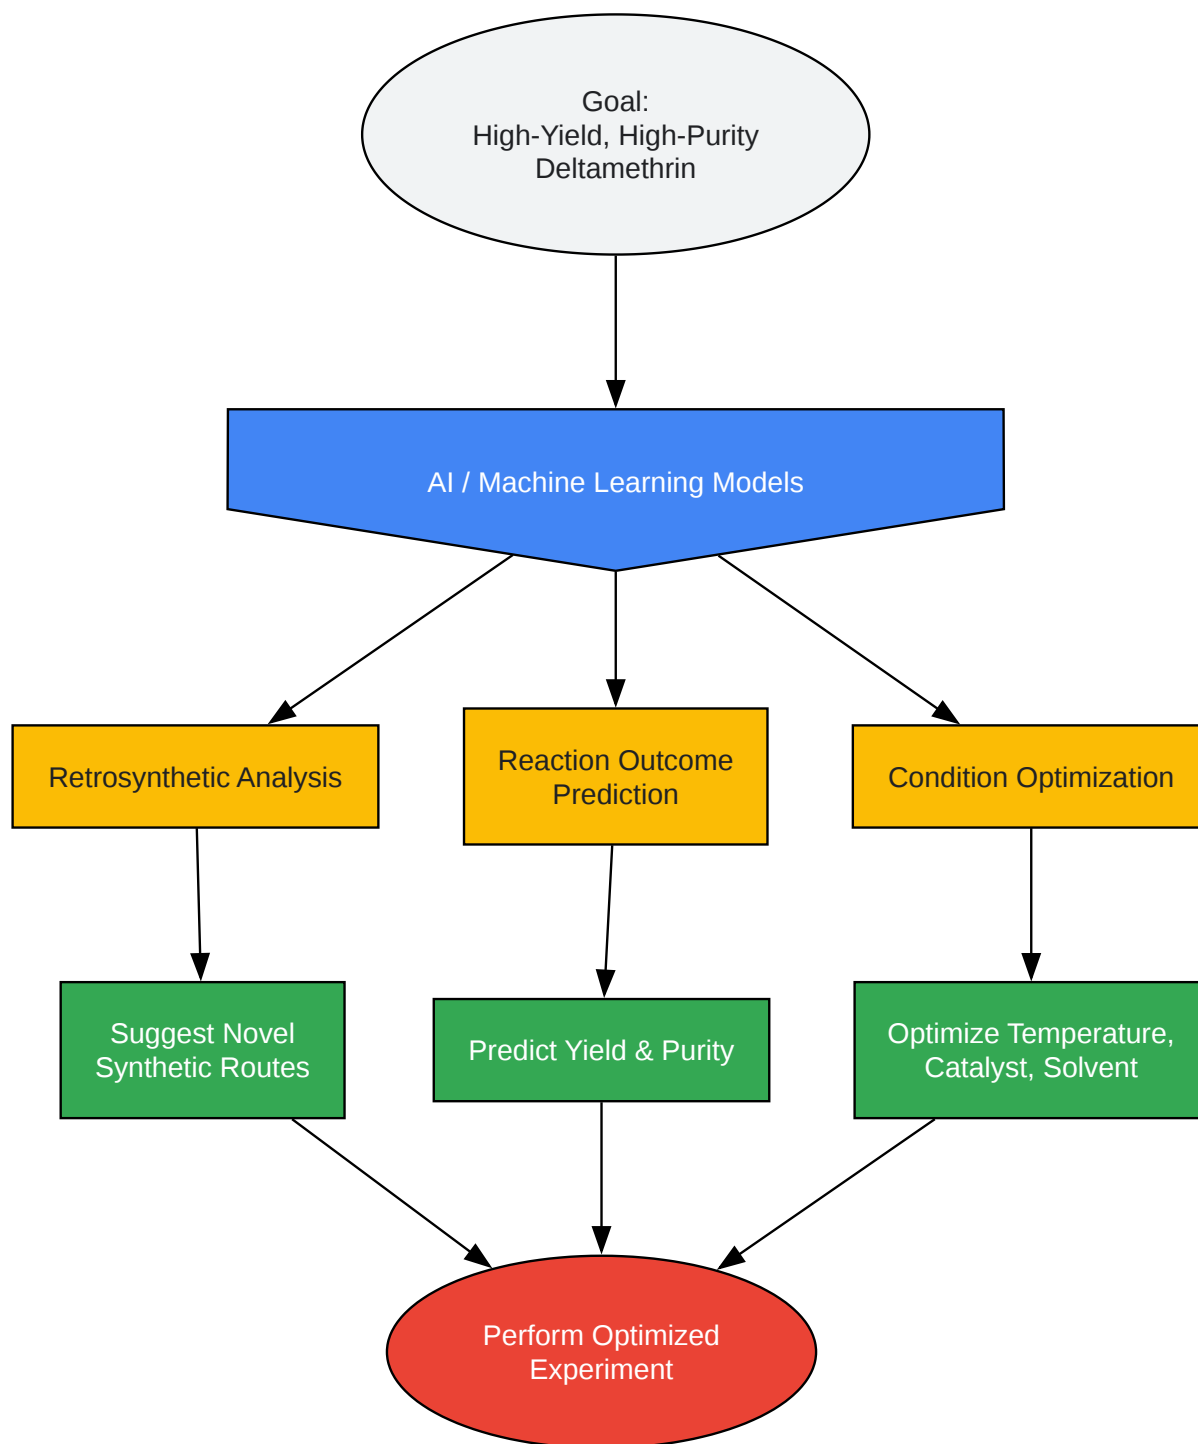 Goal:
High-Yield, High-Purity
Deltamethrin
AI / Machine Learning Models
Retrosynthetic Analysis
Reaction Outcome
Prediction
Condition Optimization
Suggest Novel
Synthetic Routes
Predict Yield & Purity
Optimize Temperature,
Catalyst, Solvent
Perform Optimized
Experiment